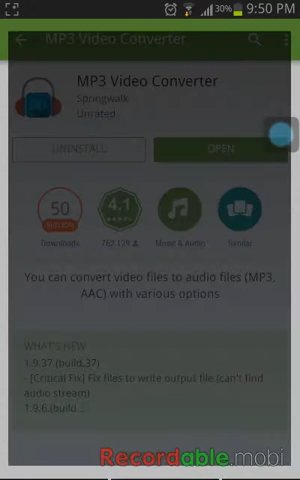 30% 9:50 PM
MP3 Video Converter
MP3 Video Converter
Springwalk
Unrated
UNINSTALL OPEN
50 4.1
MILLION
Downloads 762,179 Music & Audio Similar
You can convert video files to audio files (MP3,
AAC) with various options
WHAT'S NEW
1.9.37 (build.37)
- [Critical Fix] Fix files to write output file (can't find
audio stream)
1.9.6.(build...
Recordable.mobi